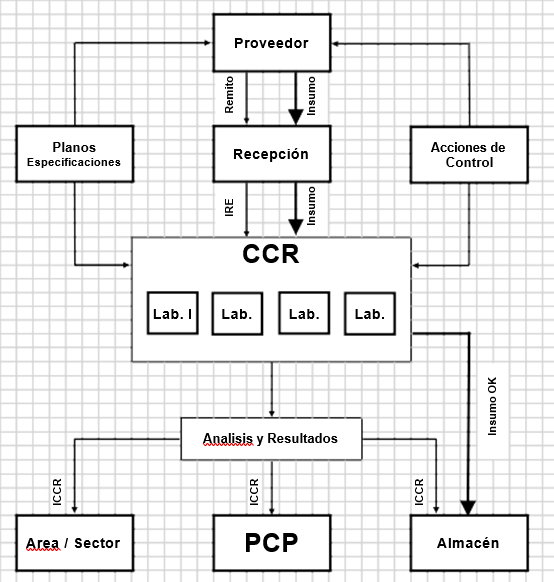 Proveedor
Remito
Insumo
Planos
Especificaciones
Recepción
Acciones de
Control
IRE
Insumo
CCR
Lab. I
Lab.
Lab.
Lab.
Insumo OK
Analisis y Resultados
ICCR
ICCR
ICCR
Area / Sector
PCP
Almacén